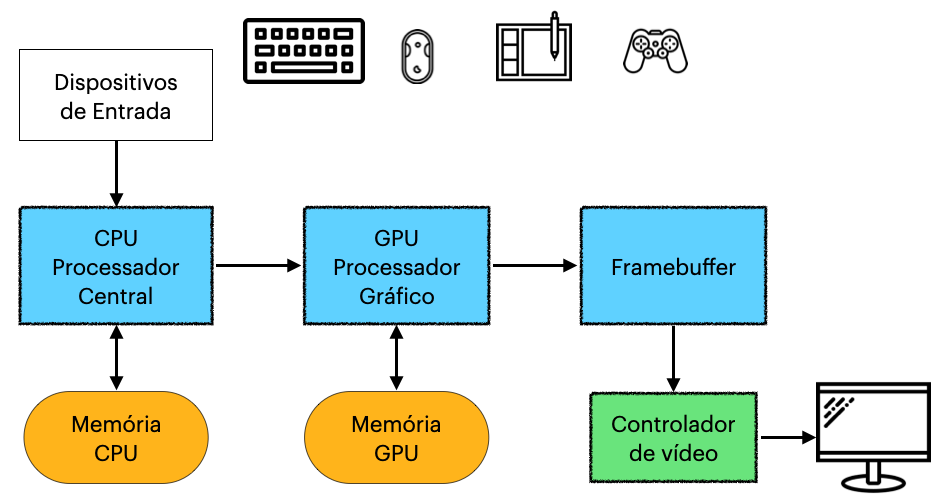 Dispositivos
de Entrada
CPU
Processador
Central
GPU
Processador
Gráfico
Framebuffer
Memória
CPU
Memória
GPU
Controlador
de vídeo